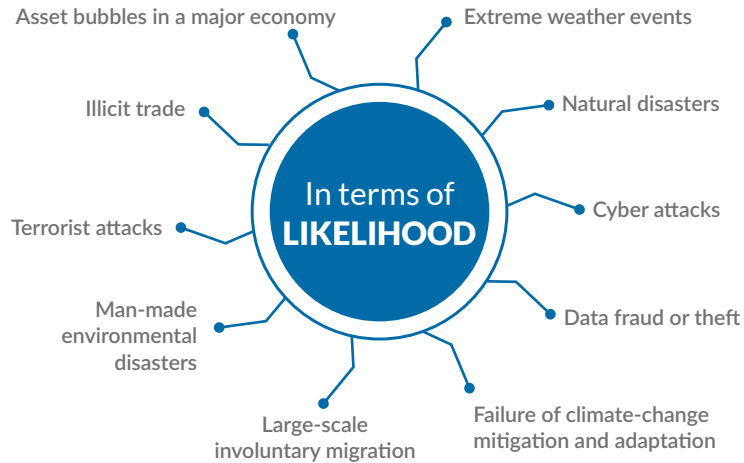 Asset bubbles in a major economy
Extreme weather events
Illicit trade
Natural disasters
In terms of
LIKELIHOOD
Terrorist attacks
Cyber attacks
Man-made
environmental
disasters
Data fraud or theft
Large-scale
involuntary migration
Failure of climate-change
mitigation and adaptation